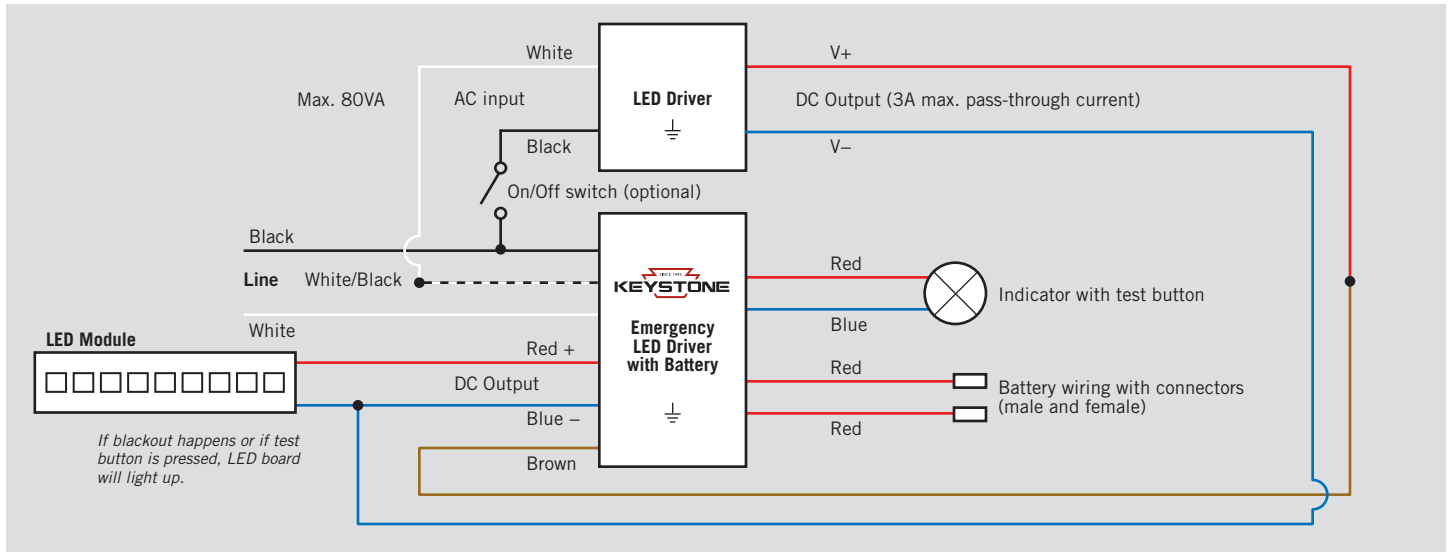 White
V+
Max. 80VA
AC input
LED Driver
DC Output (3A max. pass-through current)
Black
V–
On/Off switch (optional)
Black
Line
White/Black
SINCE 1945
KEYSTONE
Red
Indicator with test button
White
Emergency
LED Driver
with Battery
Blue
LED Module
Red +
DC Output
Blue –
Red
Battery wiring with connectors
(male and female)
Red
If blackout happens or if test
button is pressed, LED board
will light up.
Brown